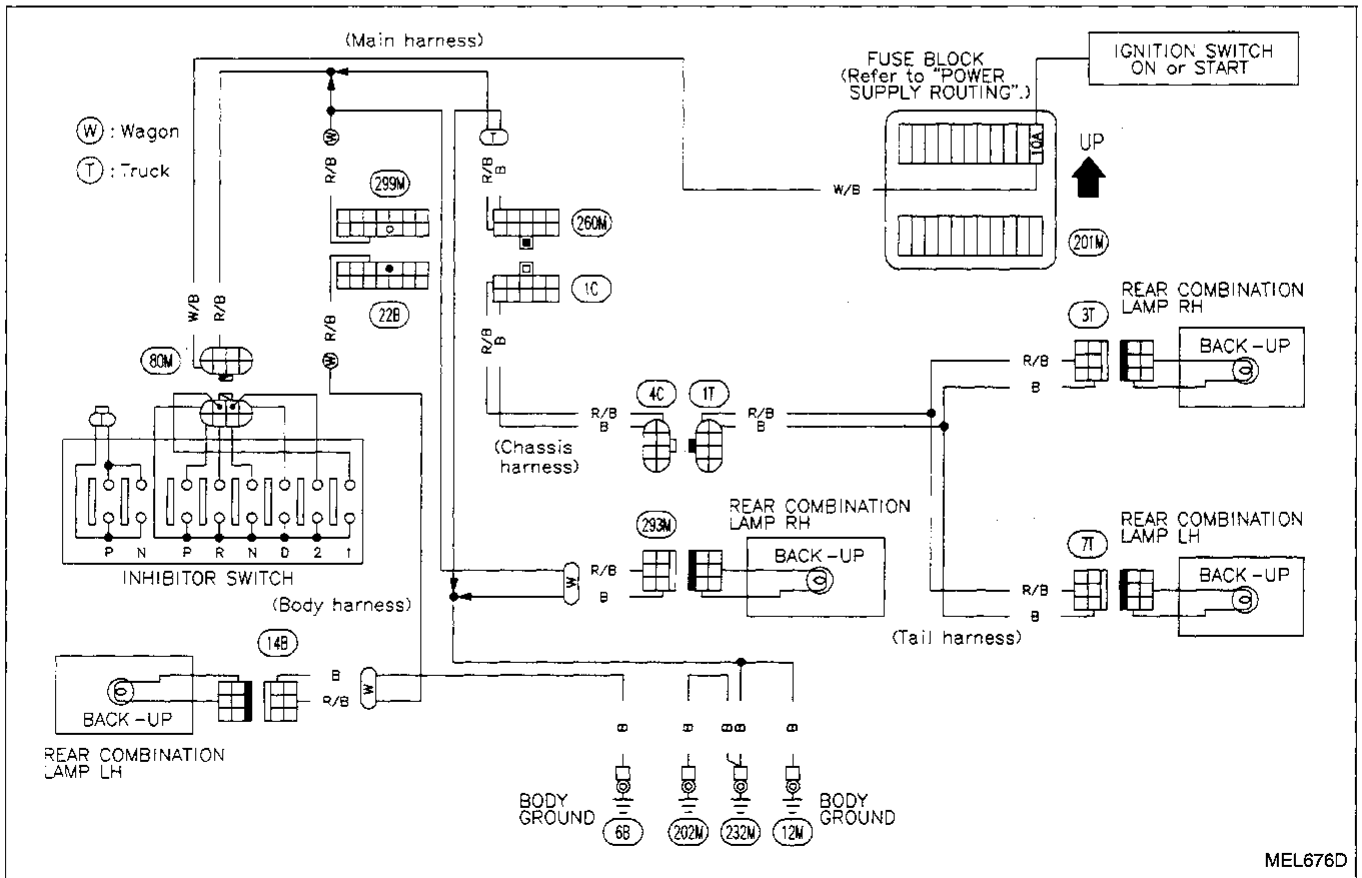 (Main harness)
FUSE BLOCK
(Refer to "POWER
SUPPLY ROUTING".)
IGNITION SWITCH
ON or START
W : Wagon
T : Truck
10A
UP
W/B
201M
W
T
R/B
R/B
B
299M
260M
22B
1C
W/B
R/B
R/B
W
R/B
B
80M
P N P R N D 2 1
INHIBITOR SWITCH
4C
1T
R/B
B
R/B
B
(Chassis
harness)
REAR COMBINATION
LAMP RH
3T
BACK-UP
R/B
B
293M
REAR COMBINATION
LAMP RH
BACK-UP
W
R/B
B
REAR COMBINATION
LAMP LH
7T
BACK-UP
R/B
B
(Tail harness)
(Body harness)
14B
B
R/B
W
BACK-UP
REAR COMBINATION
LAMP LH
B
B
B
B
B
BODY
GROUND
6B
202M
232M
12M
BODY
GROUND
MEL676D